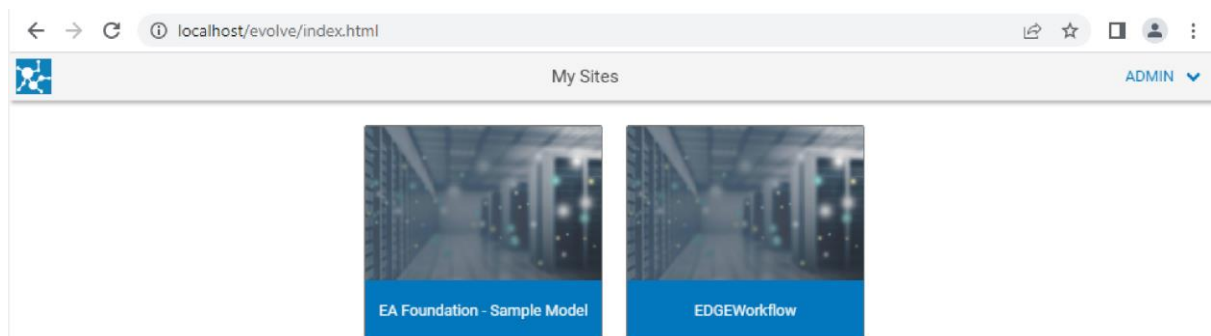 localhost/evolve/index.html
My Sites
ADMIN
EA Foundation - Sample Model
EDGEWorkflow